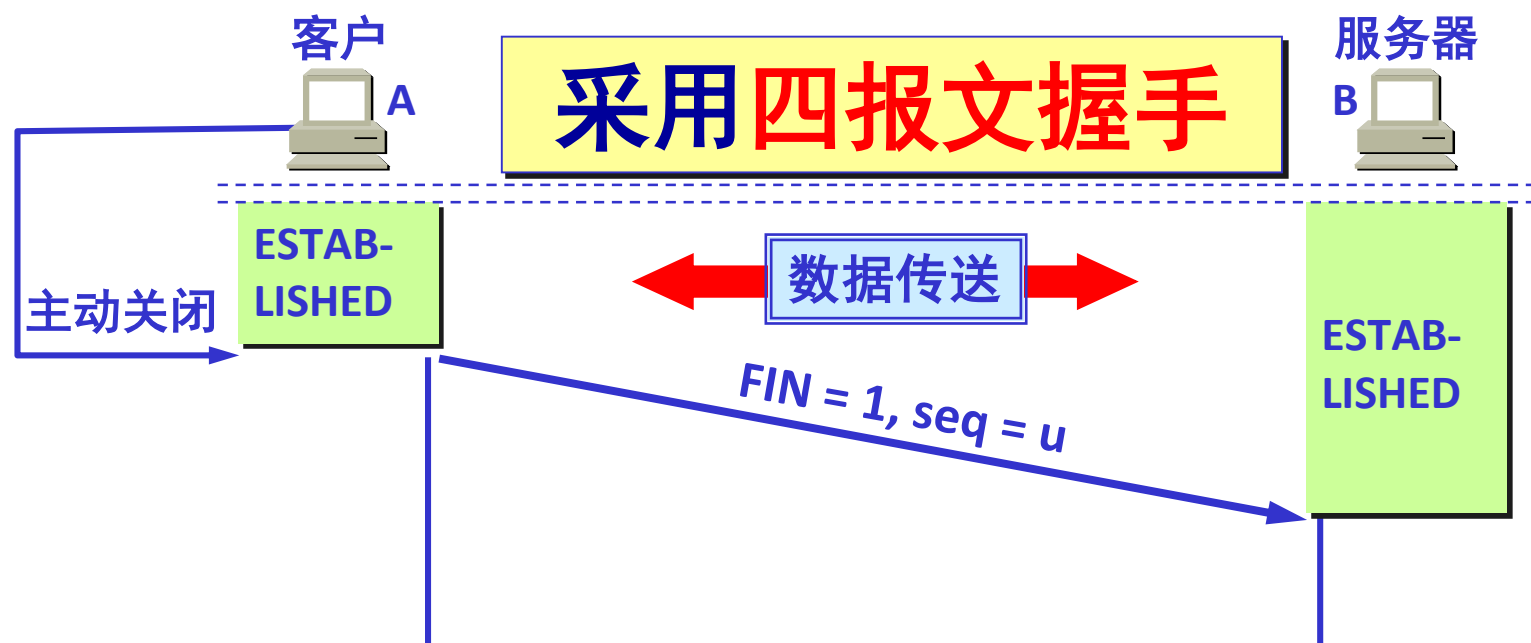 客户
服务器
A
采用四报文握手
B
ESTAB-
LISHED
数据传送
主动关闭
ESTAB-
LISHED
FIN = 1, seq = u